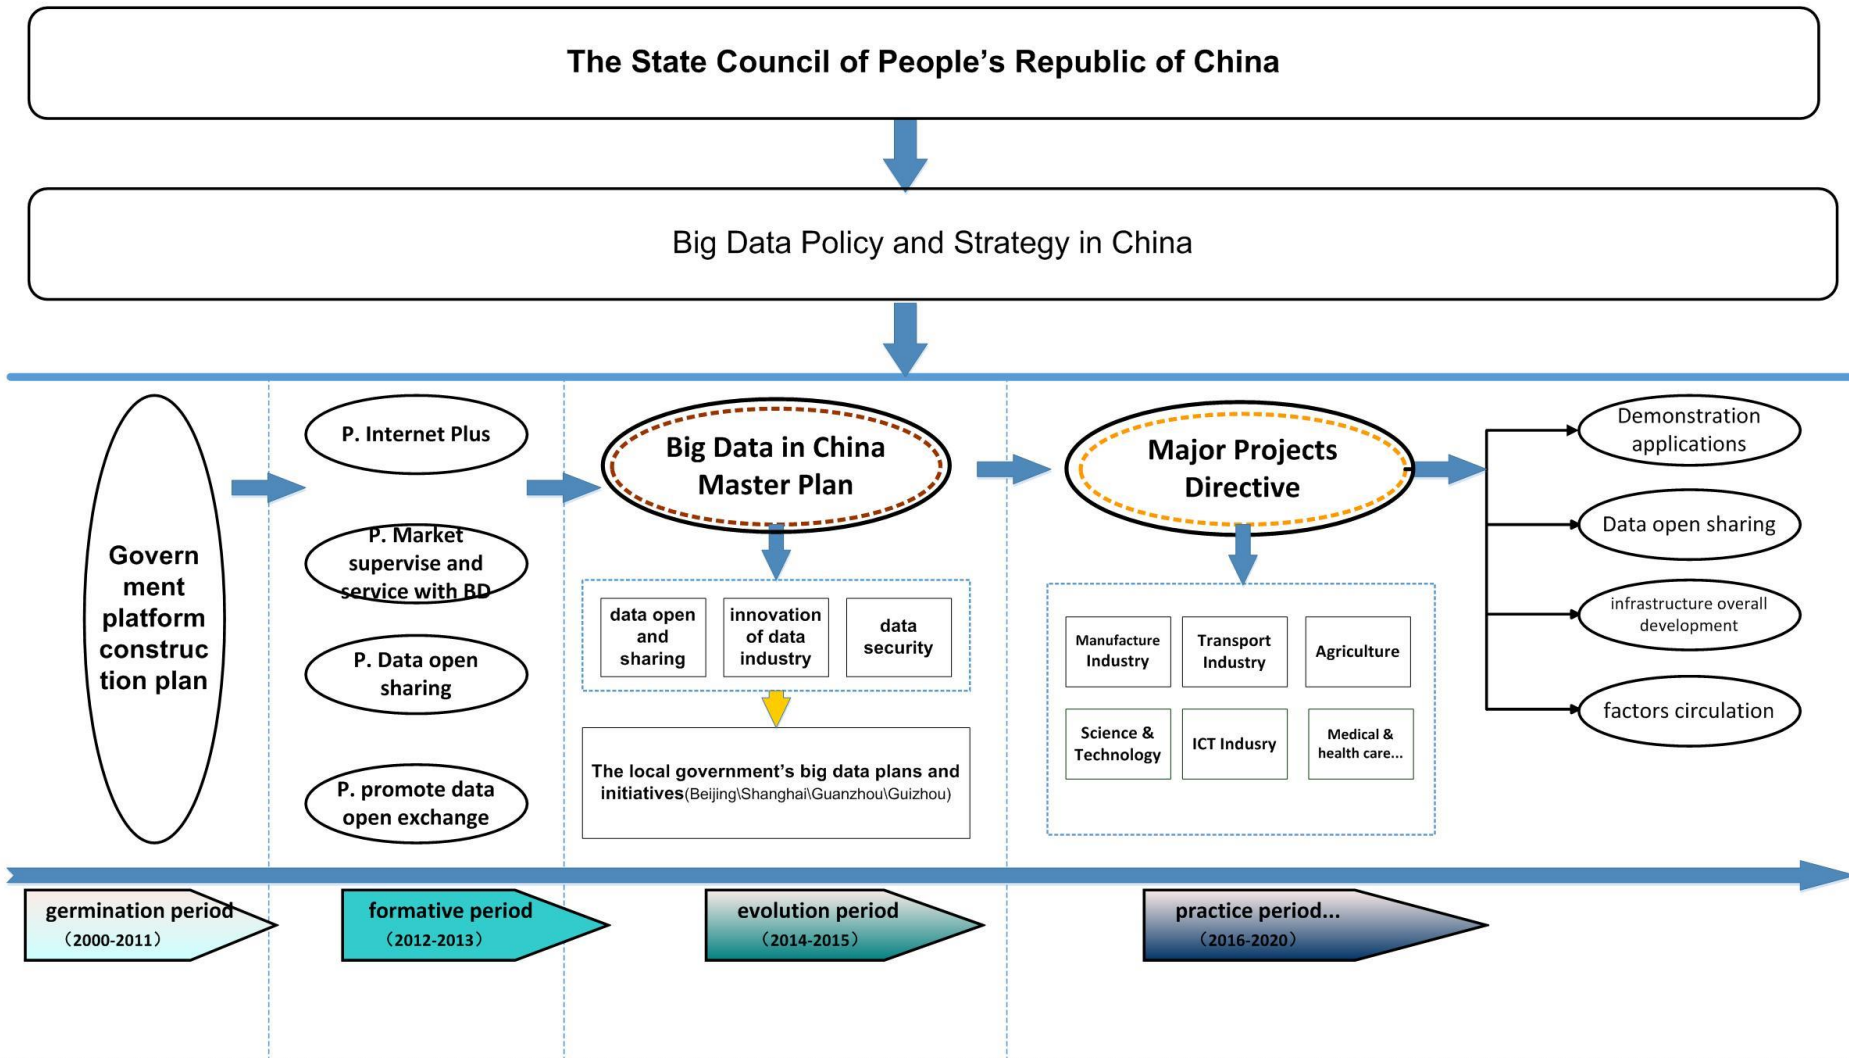 The State Council of People’s Republic of China
Big Data Policy and Strategy in China
Govern
ment
platform
construc
tion plan
P. Internet Plus
P. Market
supervise and
service with BD
P. Data open
sharing
P. promote data
open exchange
Big Data in China
Master Plan
data open
and
sharing
innovation
of data
industry
data
security
The local government’s big data plans and
initiatives(Beijing\Shanghai\Guanzhou\Guizhou)
Major Projects
Directive
Manufacture
Industry
Transport
Industry
Agriculture
Science &
Technology
ICT Indusry
Medical &
health care...
Demonstration
applications
Data open sharing
infrastructure overall
development
factors circulation
germination period
（2000-2011）
formative period
（2012-2013）
evolution period
（2014-2015）
practice period...
（2016-2020）